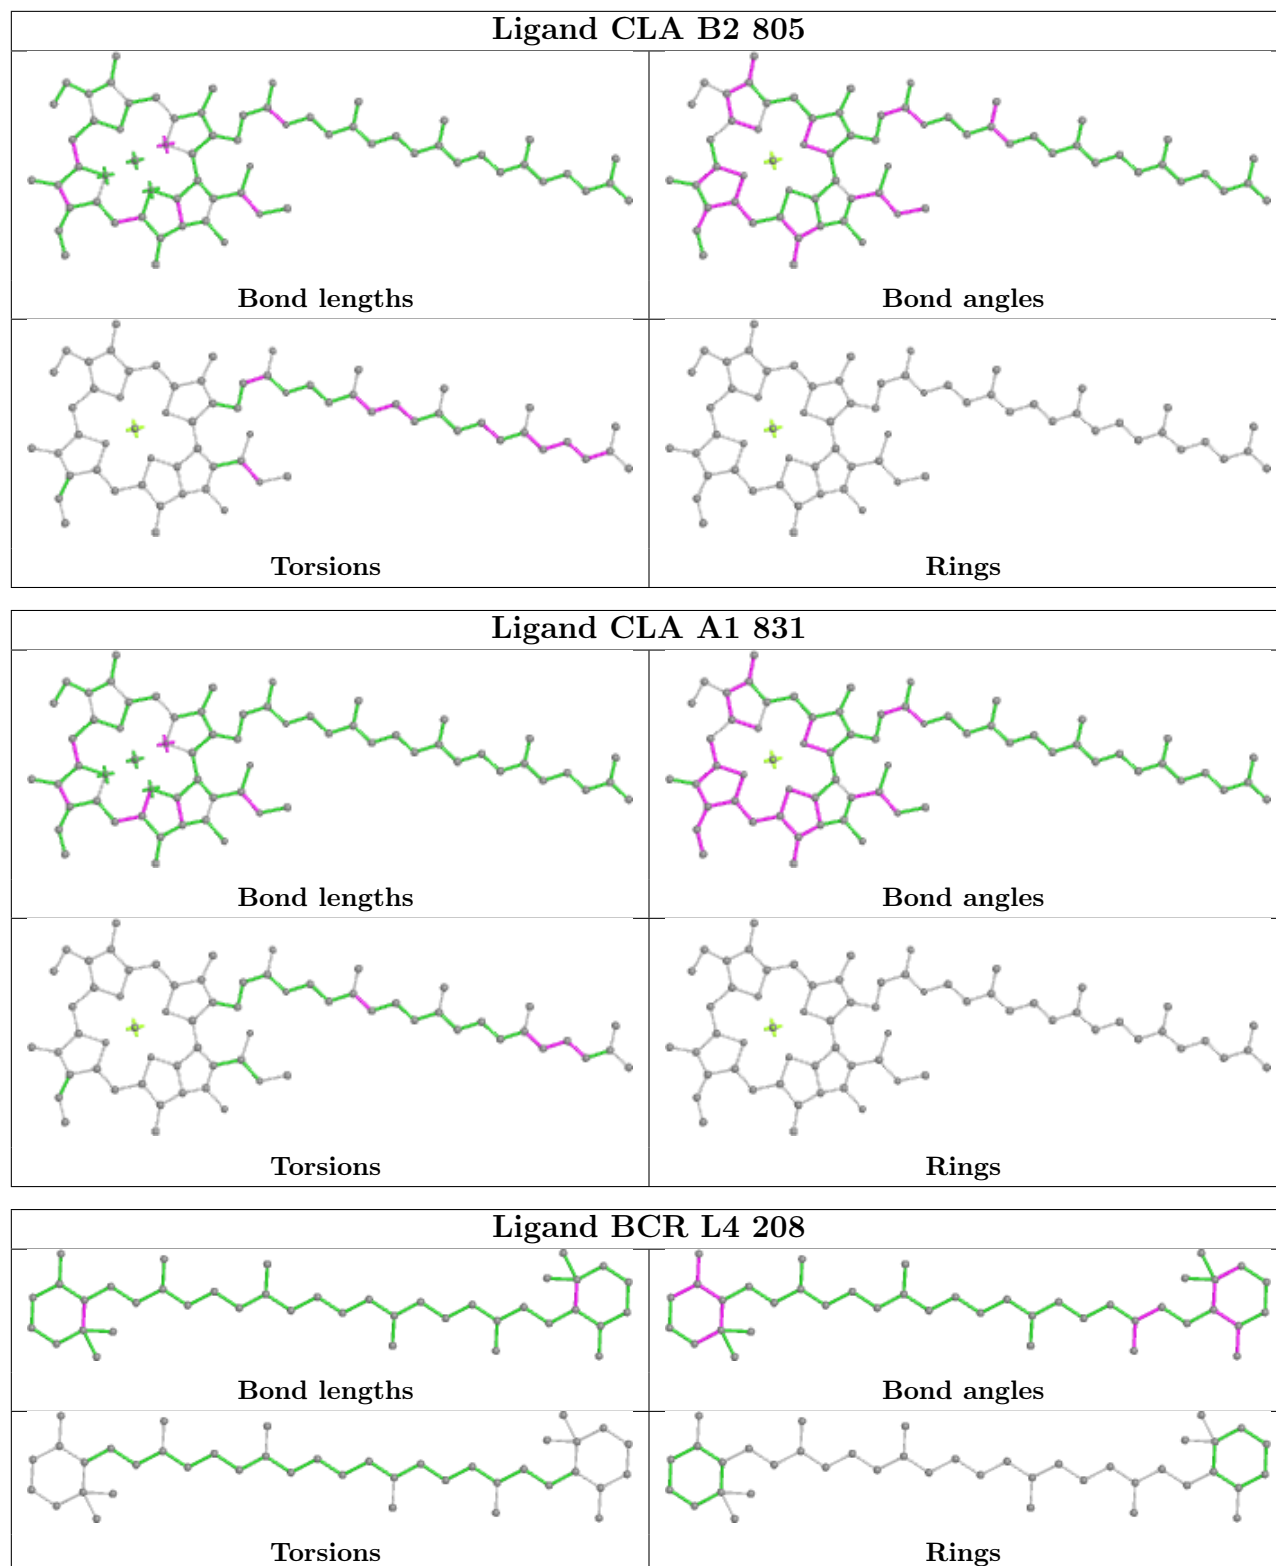 Ligand CLA B2 805
Bond lengths
Bond angles
Torsions
Rings
Ligand CLA A1 831
Bond lengths
Bond angles
Torsions
Rings
Ligand BCR L4 208
Bond lengths
Bond angles
Torsions
Rings